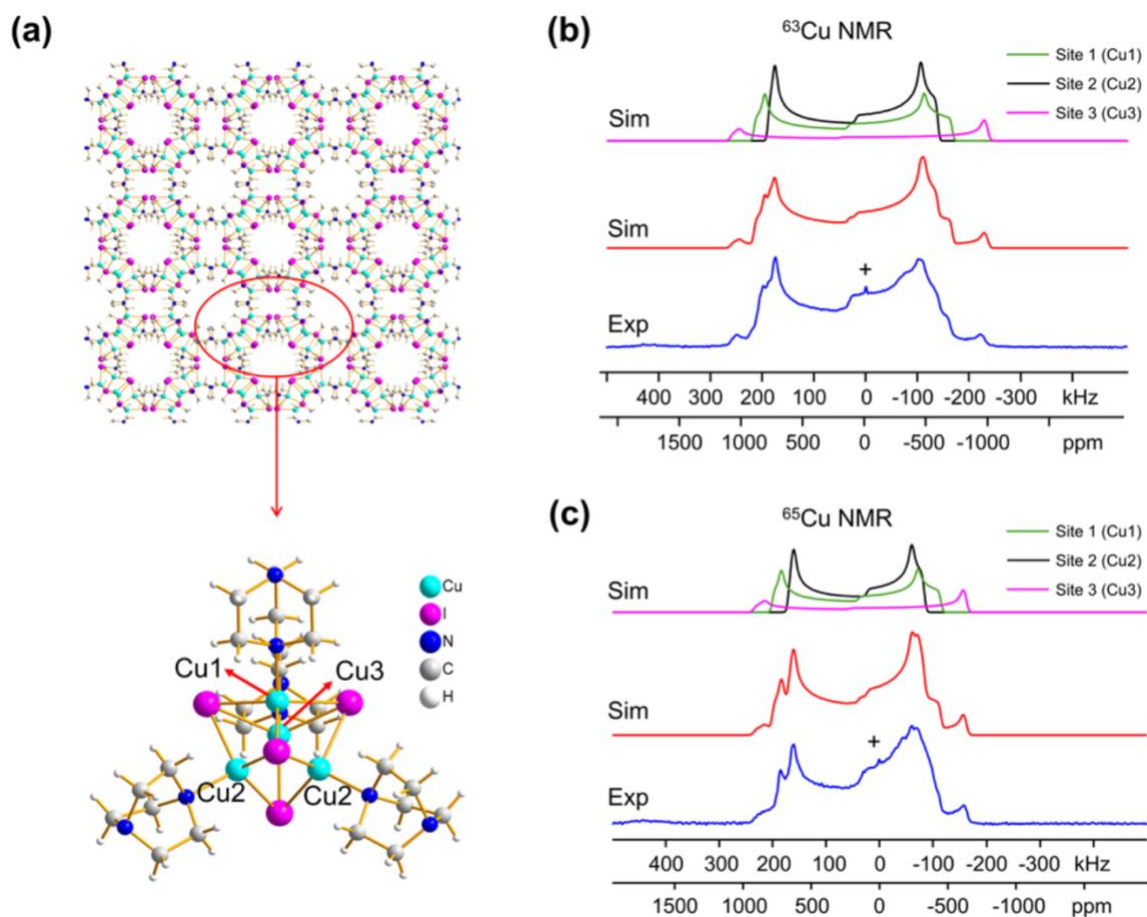 (a)
Cu
I
N
C
H
Cu1
Cu3
Cu2
Cu2
(b)
⁶³Cu NMR
Site 1 (Cu1)
Site 2 (Cu2)
Site 3 (Cu3)
Sim
Sim
+
Exp
400 300 200 100 0 -100 -200 -300 kHz
1500 1000 500 0 -500 -1000 ppm
(c)
⁶⁵Cu NMR
Site 1 (Cu1)
Site 2 (Cu2)
Site 3 (Cu3)
Sim
Sim
+
Exp
400 300 200 100 0 -100 -200 -300 kHz
1500 1000 500 0 -500 -1000 ppm